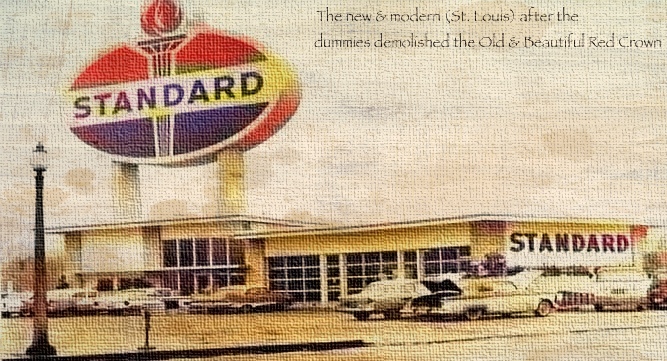 The new & modern (St. Louis) after the
dummies demolished the Old & Beautiful Red Crown
STANDARD
STANDARD